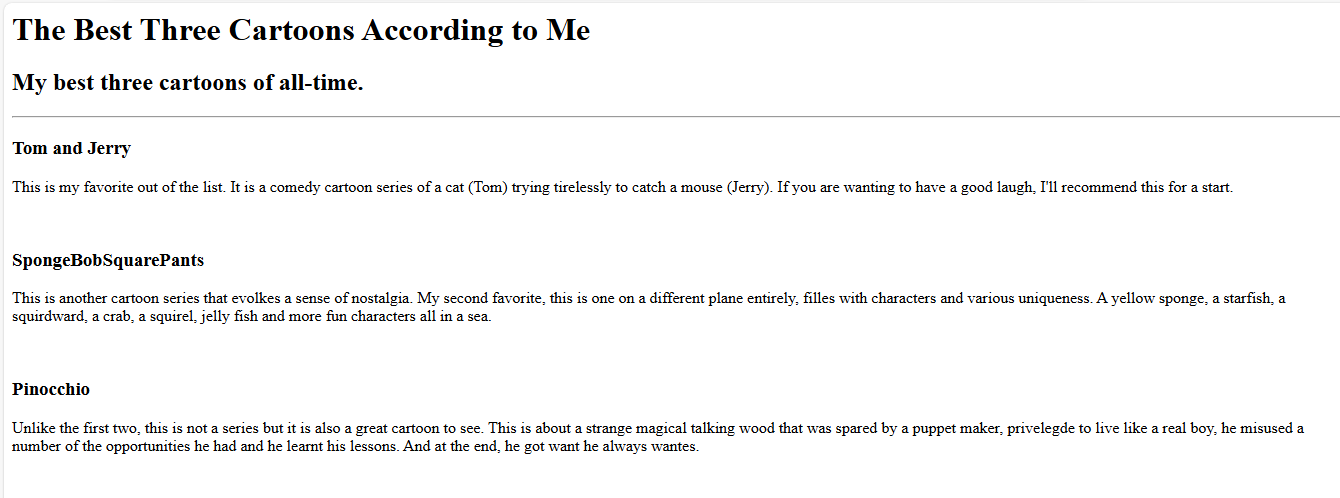 The Best Three Cartoons According to Me
My best three cartoons of all-time.
Tom and Jerry
This is my favorite out of the list. It is a comedy cartoon series of a cat (Tom) trying tirelessly to catch a mouse (Jerry). If you are wanting to have a good laugh, I'll recommend this for a start.
SpongeBobSquarePants
This is another cartoon series that evolkes a sense of nostalgia. My second favorite, this is one on a different plane entirely, filles with characters and various uniqueness. A yellow sponge, a starfish, a
squirdward, a crab, a squirel, jelly fish and more fun characters all in a sea.
Pinocchio
Unlike the first two, this is not a series but it is also a great cartoon to see. This is about a strange magical talking wood that was spared by a puppet maker, privelegde to live like a real boy, he misused a
number of the opportunities he had and he learnt his lessons. And at the end, he got want he always wantes.